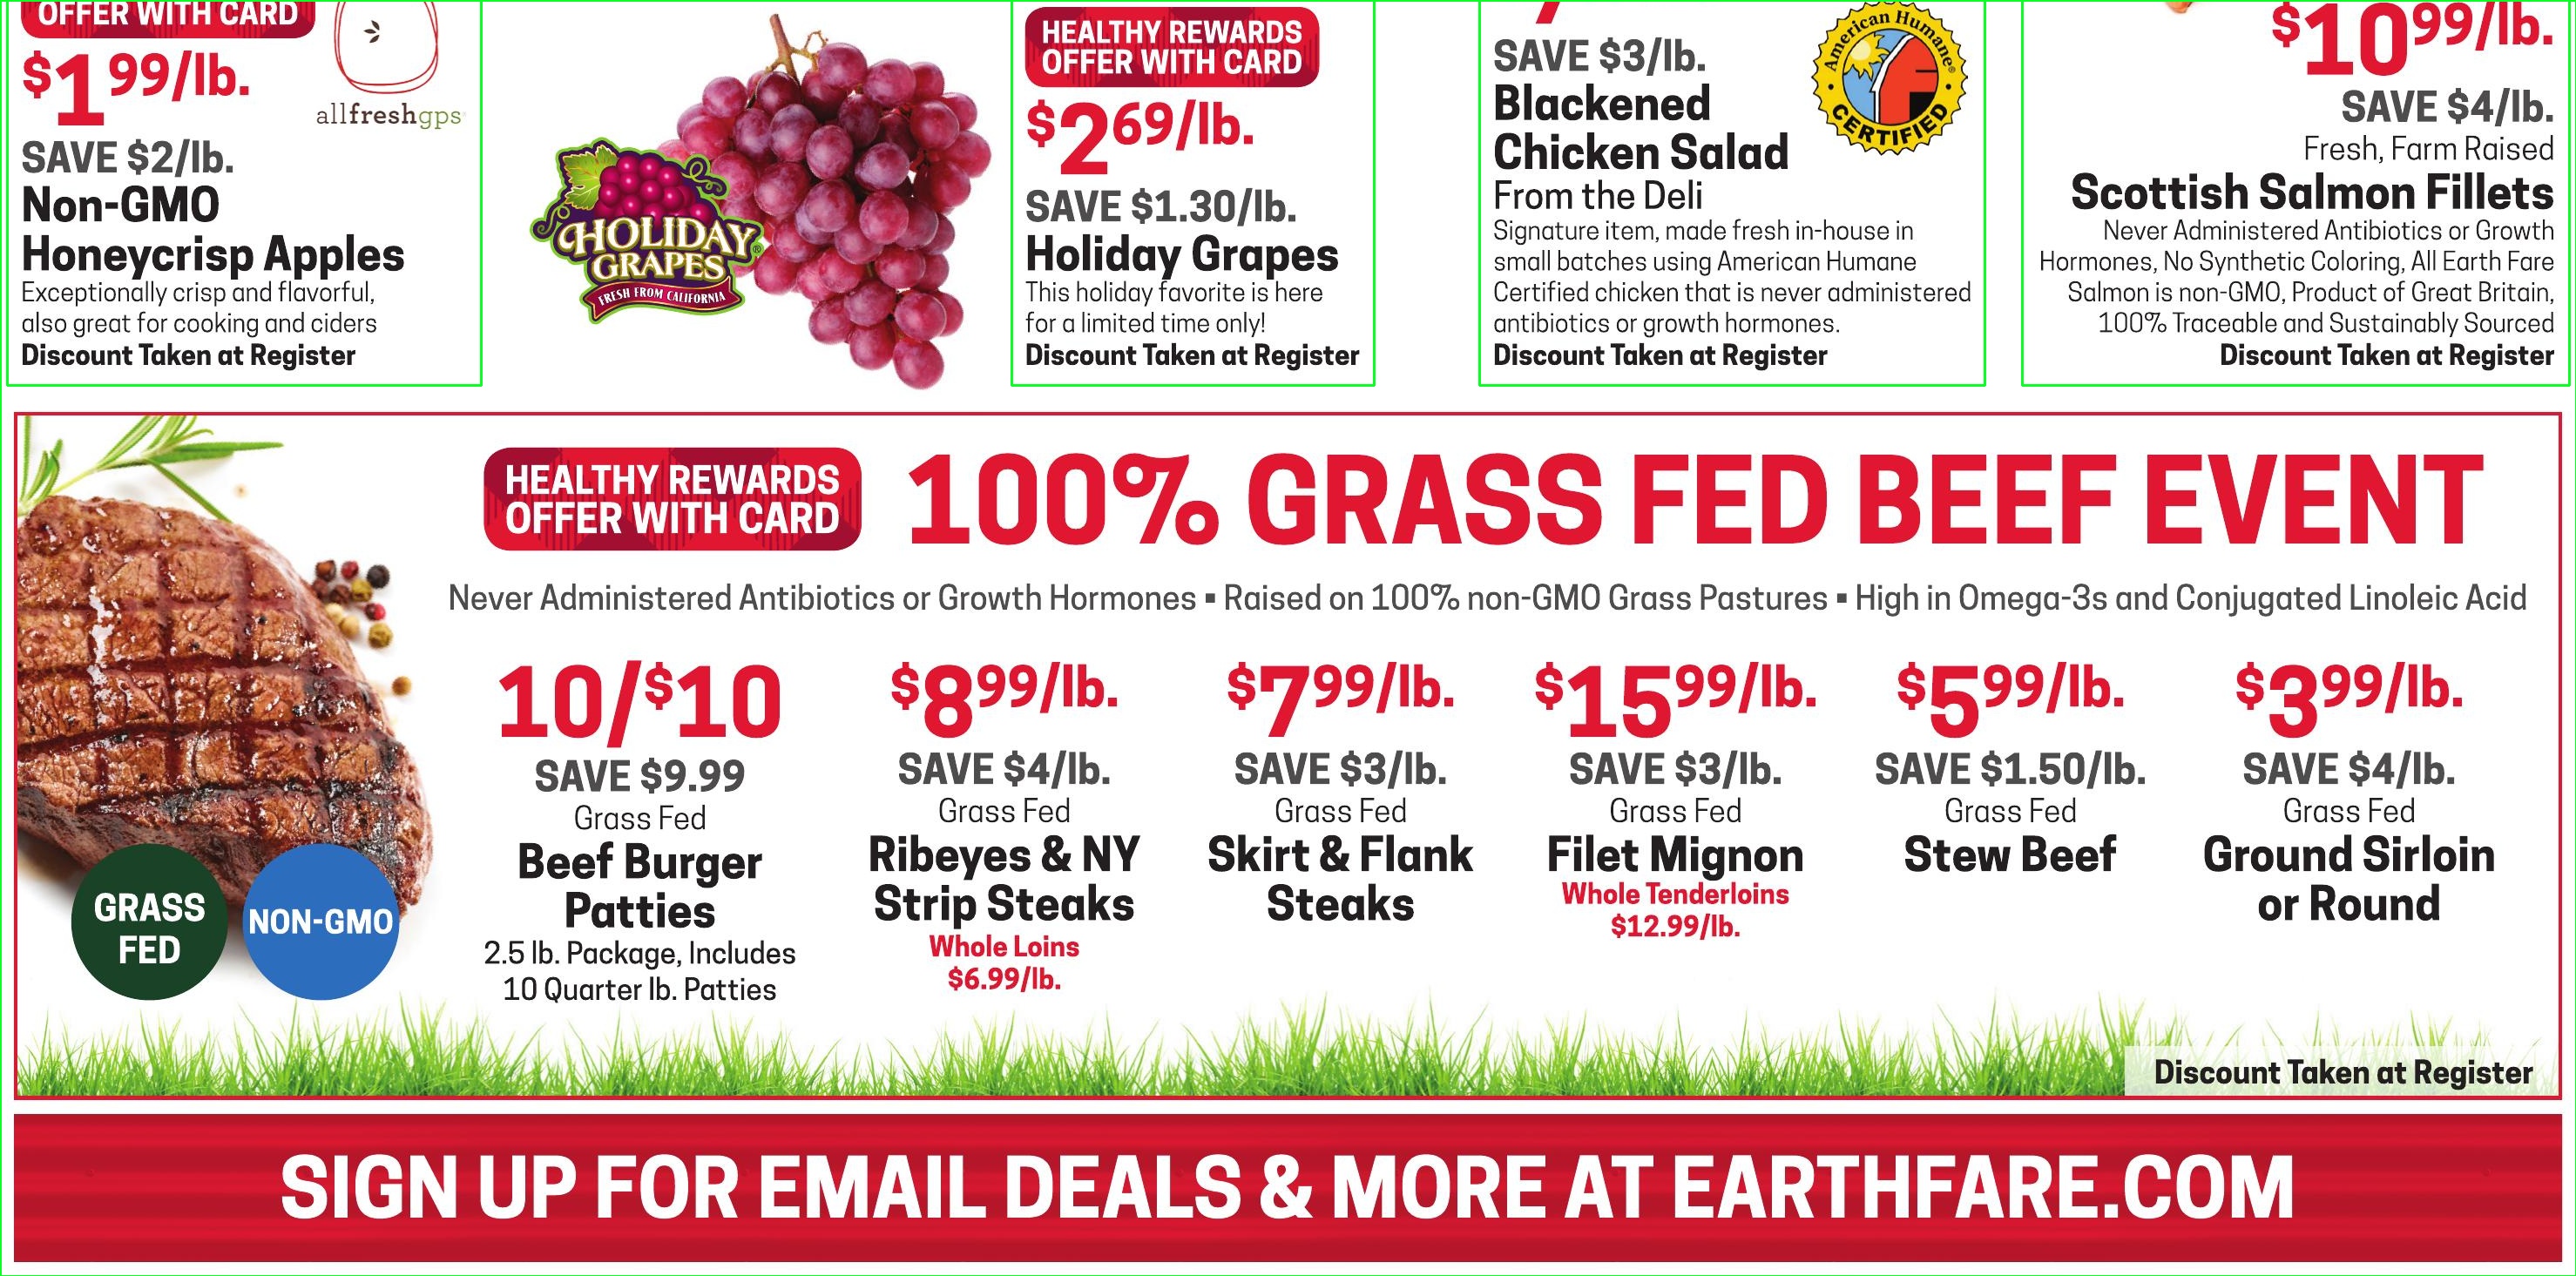 OFFER WITH CARD
$1 99/lb.
allfreshgps
SAVE $2/lb.
Non-GMO
Honeycrisp Apples
Exceptionally crisp and flavorful,
also great for cooking and ciders
Discount Taken at Register
HOLIDAY
GRAPES
FRESH FROM CALIFORNIA
HEALTHY REWARDS
OFFER WITH CARD
$2 69/lb.
SAVE $1.30/lb.
Holiday Grapes
This holiday favorite is here
for a limited time only!
Discount Taken at Register
SAVE $3/lb.
Blackened
Chicken Salad
From the Deli
Signature item, made fresh in-house in
small batches using American Humane
Certified chicken that is never administered
antibiotics or growth hormones.
Discount Taken at Register
American Humane®
CERTIFIED
$10 99/lb.
SAVE $4/lb.
Fresh, Farm Raised
Scottish Salmon Fillets
Never Administered Antibiotics or Growth
Hormones, No Synthetic Coloring, All Earth Fare
Salmon is non-GMO, Product of Great Britain,
100% Traceable and Sustainably Sourced
Discount Taken at Register
HEALTHY REWARDS
OFFER WITH CARD
100% GRASS FED BEEF EVENT
Never Administered Antibiotics or Growth Hormones ▪ Raised on 100% non-GMO Grass Pastures ▪ High in Omega-3s and Conjugated Linoleic Acid
GRASS
FED
NON-GMO
10/$10
SAVE $9.99
Grass Fed
Beef Burger
Patties
2.5 lb. Package, Includes
10 Quarter lb. Patties
$8 99/lb.
SAVE $4/lb.
Grass Fed
Ribeyes & NY
Strip Steaks
Whole Loins
$6.99/lb.
$7 99/lb.
SAVE $3/lb.
Grass Fed
Skirt & Flank
Steaks
$15 99/lb.
SAVE $3/lb.
Grass Fed
Filet Mignon
Whole Tenderloins
$12.99/lb.
$5 99/lb.
SAVE $1.50/lb.
Grass Fed
Stew Beef
$3 99/lb.
SAVE $4/lb.
Grass Fed
Ground Sirloin
or Round
Discount Taken at Register
SIGN UP FOR EMAIL DEALS & MORE AT EARTHFARE.COM